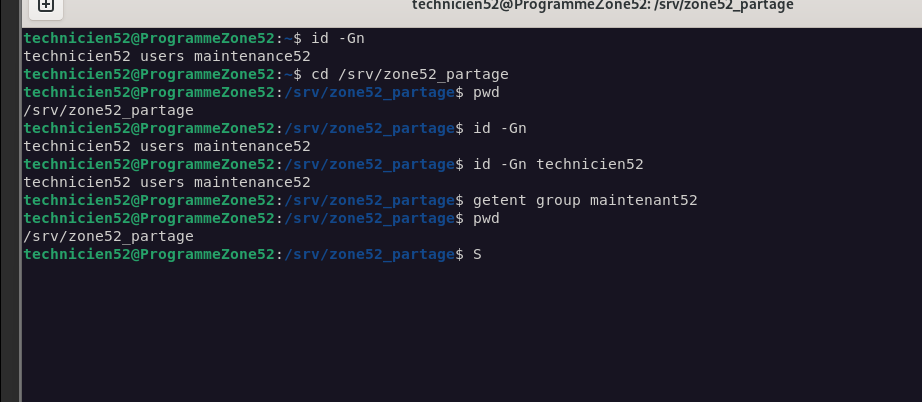 technicien52@ProgrammeZone52: /srv/zone52_partage
technicien52@ProgrammeZone52:~$ id -Gn
technicien52 users maintenance52
technicien52@ProgrammeZone52:~$ cd /srv/zone52_partage
technicien52@ProgrammeZone52:/srv/zone52_partage$ pwd
/srv/zone52_partage
technicien52@ProgrammeZone52:/srv/zone52_partage$ id -Gn
technicien52 users maintenance52
technicien52@ProgrammeZone52:/srv/zone52_partage$ id -Gn technicien52
technicien52 users maintenance52
technicien52@ProgrammeZone52:/srv/zone52_partage$ getent group maintenant52
technicien52@ProgrammeZone52:/srv/zone52_partage$ pwd
/srv/zone52_partage
technicien52@ProgrammeZone52:/srv/zone52_partage$ S